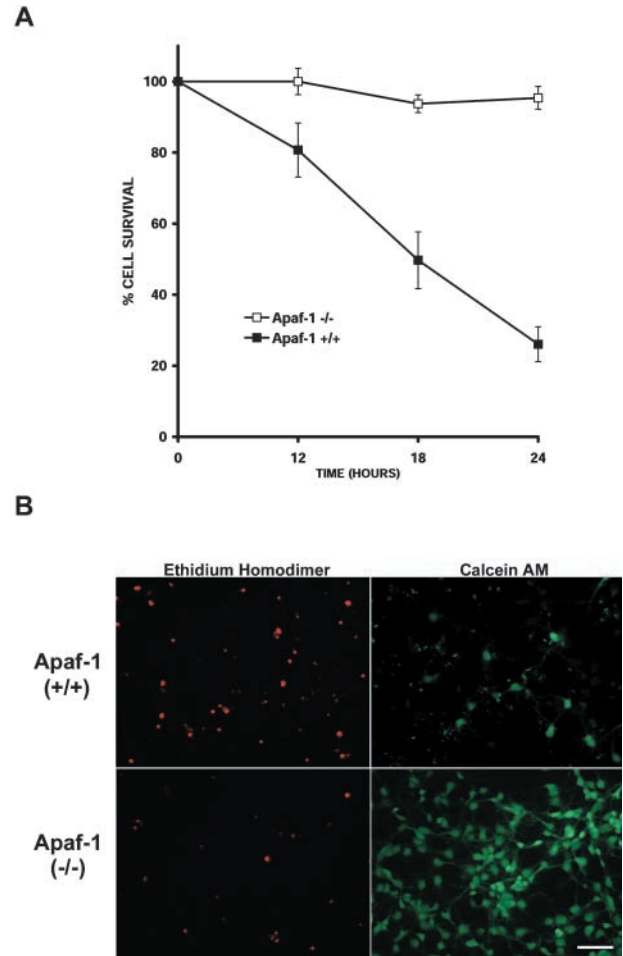 A
100
80
60
40
20
0
% CELL SURVIVAL
Apaf-1 -/-
Apaf-1 +/+
0 12 18 24
TIME (HOURS)
B
Ethidium Homodimer Calcein AM
Apaf-1
(+/+)
Apaf-1
(-/-)